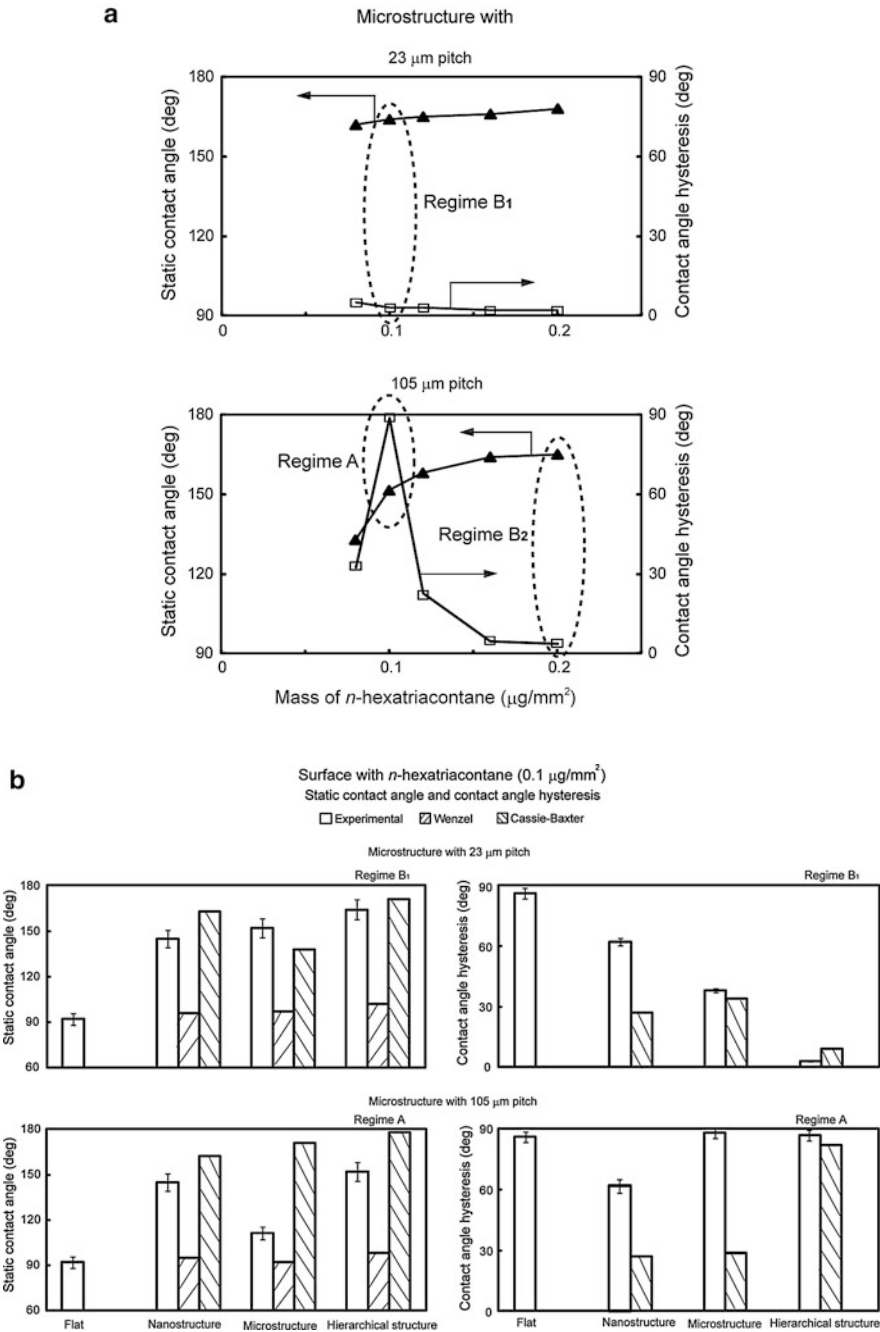 a
Microstructure with
23 μm pitch
180
150
120
90
Static contact angle (deg)
90
60
30
0
Contact angle hysteresis (deg)
Regime B₁
0
0.1
0.2
105 μm pitch
180
150
120
90
Static contact angle (deg)
90
60
30
0
Contact angle hysteresis (deg)
Regime A
Regime B₂
0
0.1
0.2
Mass of n-hexatriacontane (μg/mm²)
b
Surface with n-hexatriacontane (0.1 μg/mm²)
Static contact angle and contact angle hysteresis
Experimental Wenzel Cassie-Baxter
Microstructure with 23 μm pitch
Regime B₁
180
150
120
90
60
Static contact angle (deg)
Regime B₁
90
60
30
0
Contact angle hysteresis (deg)
Microstructure with 105 μm pitch
Regime A
180
150
120
90
60
Static contact angle (deg)
Flat Nanostructure Microstructure Hierarchical structure
Regime A
90
60
30
0
Contact angle hysteresis (deg)
Flat Nanostructure Microstructure Hierarchical structure